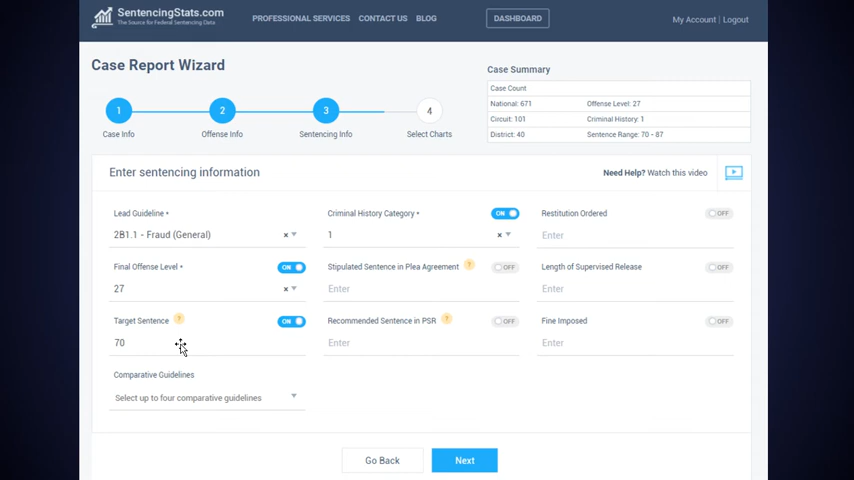 SentencingStats.com
The Source for Federal Sentencing Data
PROFESSIONAL SERVICES CONTACT US BLOG
DASHBOARD
My Account | Logout
Case Report Wizard
1 2 3 4
Case Info Offense Info Sentencing Info Select Charts
Case Summary
Case Count
National: 671 Offense Level: 27
Circuit: 101 Criminal History: 1
District: 40 Sentence Range: 70 - 87
Enter sentencing information
Need Help? Watch this video
Lead Guideline *
2B1.1 - Fraud (General) ×
Criminal History Category * ON
1 ×
Restitution Ordered OFF
Enter
Final Offense Level * ON
27 ×
Stipulated Sentence in Plea Agreement ? OFF
Enter
Length of Supervised Release OFF
Enter
Target Sentence ? ON
70
Recommended Sentence in PSR ? OFF
Enter
Fine Imposed OFF
Enter
Comparative Guidelines
Select up to four comparative guidelines
Go Back Next